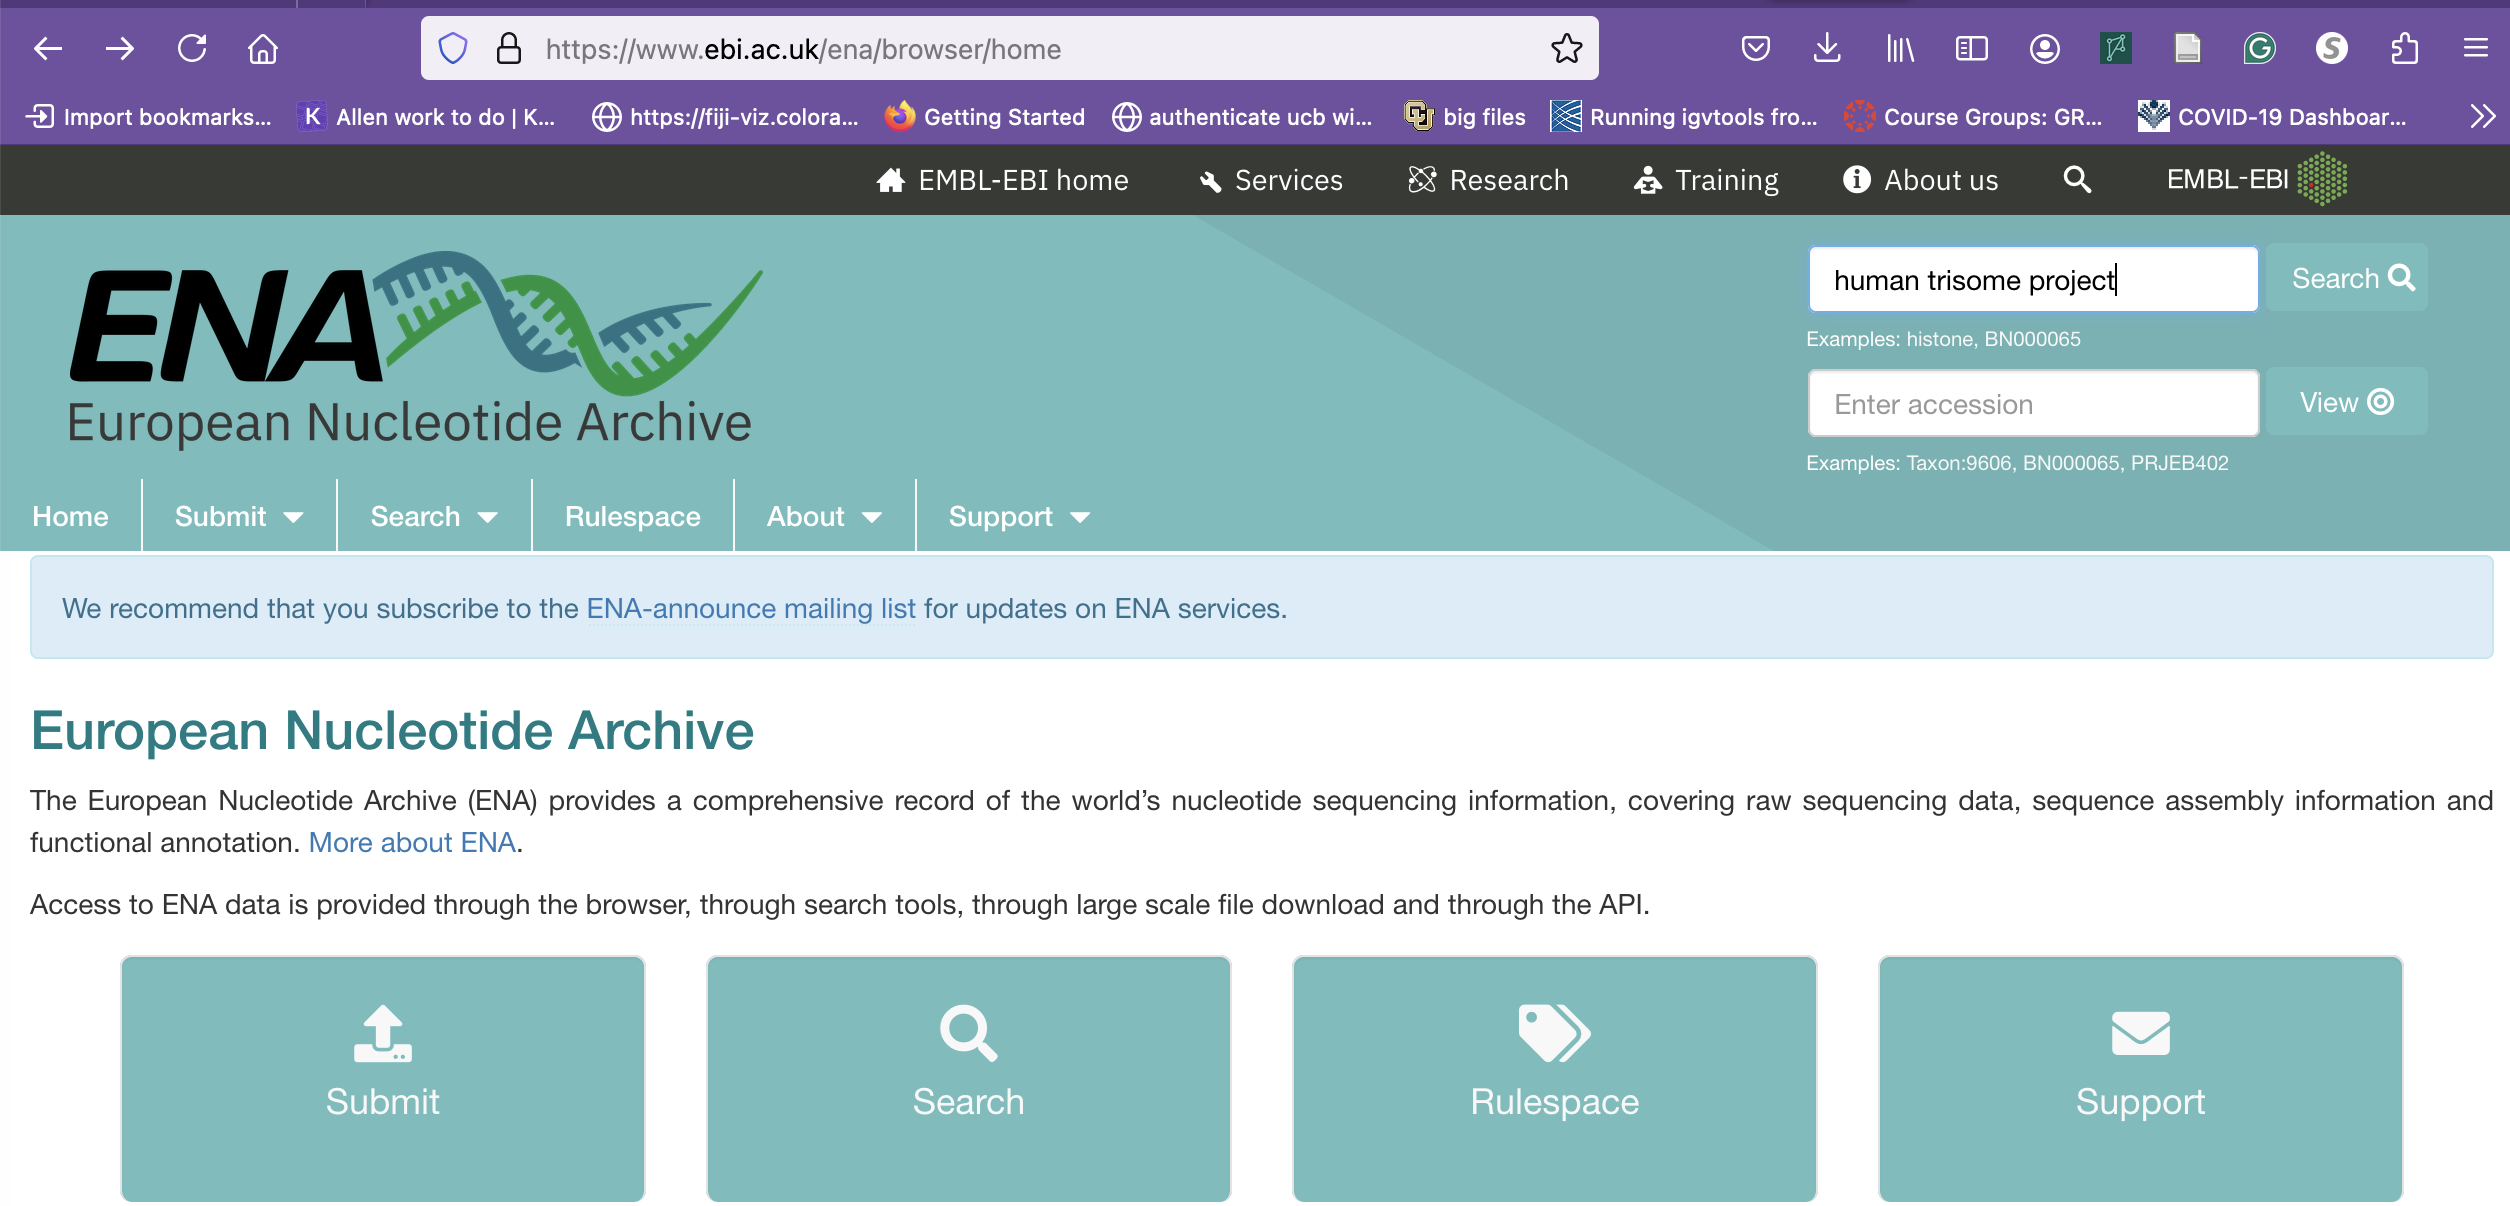 https://www.ebi.ac.uk/ena/browser/home
Import bookmarks...
K Allen work to do | K...
https://fiji-viz.colora...
Getting Started
authenticate ucb wi...
CU big files
Running igvtools fro...
Course Groups: GR...
COVID-19 Dashboar...
EMBL-EBI home
Services
Research
Training
About us
EMBL-EBI
ENA
European Nucleotide Archive
human trisome project
Search
Examples: histone, BN000065
Enter accession
View
Examples: Taxon:9606, BN000065, PRJEB402
Home
Submit
Search
Rulespace
About
Support
We recommend that you subscribe to the ENA-announce mailing list for updates on ENA services.
European Nucleotide Archive
The European Nucleotide Archive (ENA) provides a comprehensive record of the world’s nucleotide sequencing information, covering raw sequencing data, sequence assembly information and
functional annotation. More about ENA.
Access to ENA data is provided through the browser, through search tools, through large scale file download and through the API.
Submit
Search
Rulespace
Support